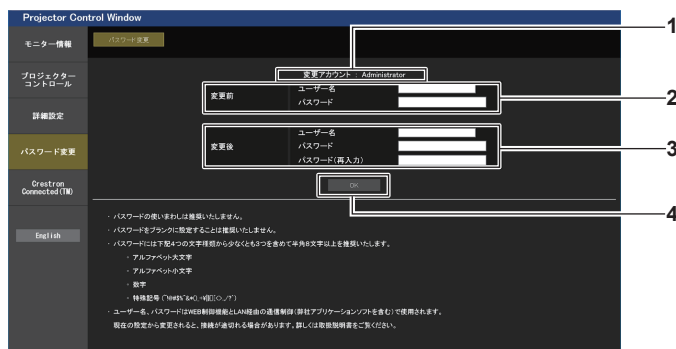 Projector Control Window
モニター情報
プロジェクター
コントロール
詳細設定
パスワード変更
Crestron
Connected(TM)
English
パスワード変更
変更アカウント : Administrator
変更前
ユーザー名
パスワード
変更後
ユーザー名
パスワード
パスワード(再入力)
OK
・パスワードの使いまわしは推奨いたしません。
・パスワードをブランクに設定することは推奨いたしません。
・パスワードには下記4つの文字種類から少なくとも3つを含めて半角8文字以上を推奨いたします。
・アルファベット大文字
・アルファベット小文字
・数字
・特殊記号
・ユーザー名、パスワードはWEB制御機能とLAN経由の通信制御(弊社アプリケーションソフトを含む)で使用されます。
現在の設定から変更されると、接続が途切れる場合があります。詳しくは取扱説明書をご覧ください。
1
2
3
4